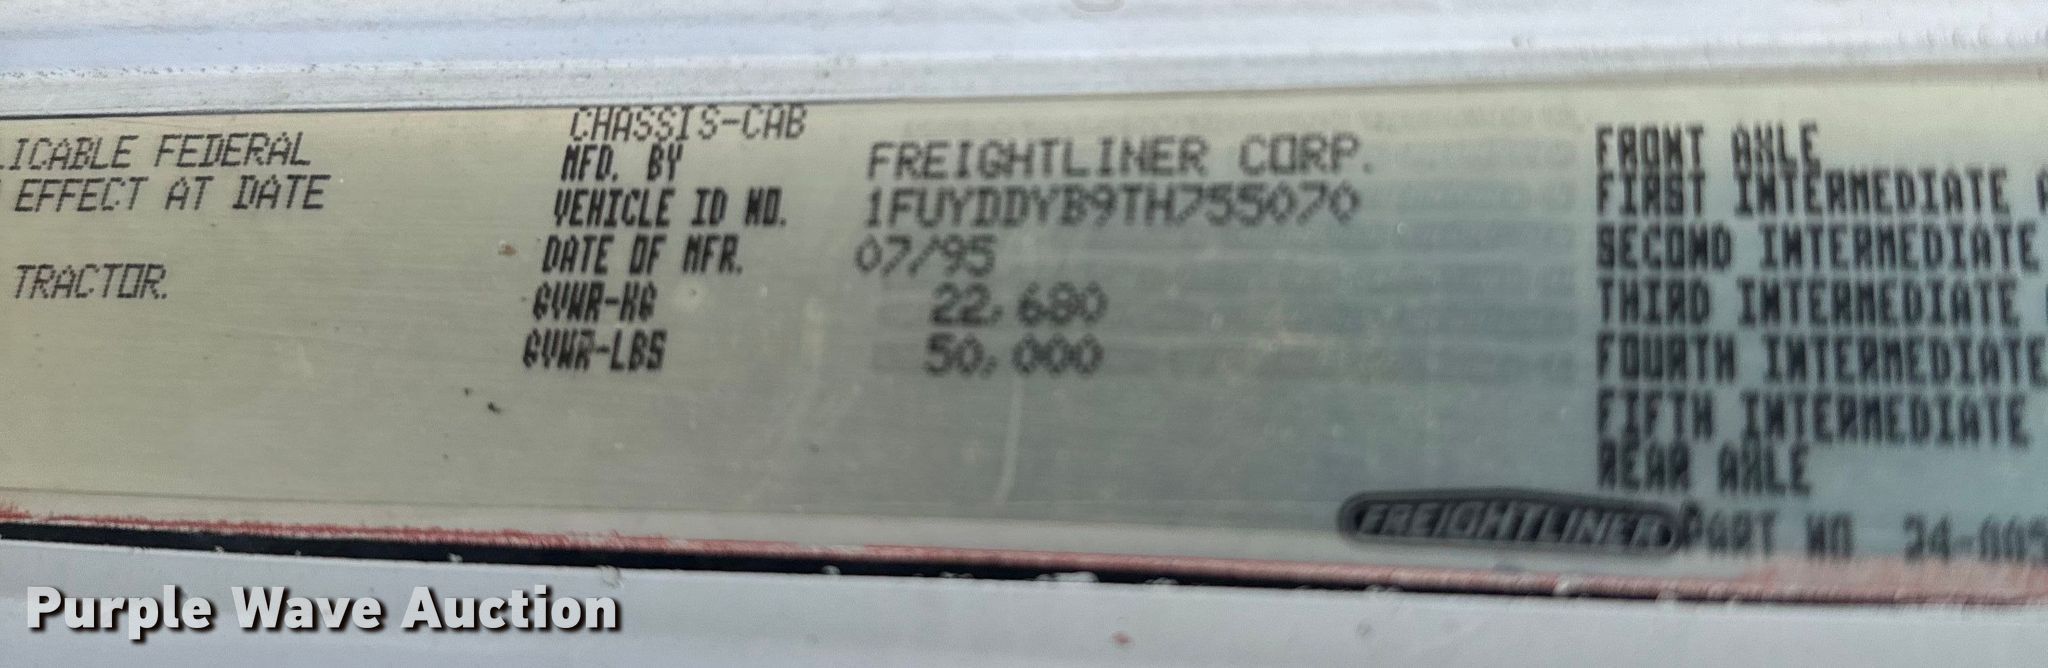 LICABLE FEDERAL
EFFECT AT DATE
TRACTOR.
CHASSIS-CAB
MFD. BY FREIGHTLINER CORP.
VEHICLE ID NO. 1FUYDDYB9TH755070
DATE OF MFR. 07/95
GVWR-KG 22,680
GVWR-LBS 50,000
FRONT AXLE
FIRST INTERMEDIATE
SECOND INTERMEDIATE
THIRD INTERMEDIATE
FOURTH INTERMEDIATE
FIFTH INTERMEDIATE
REAR AXLE
FREIGHTLINER PART NO 24-00
Purple Wave Auction